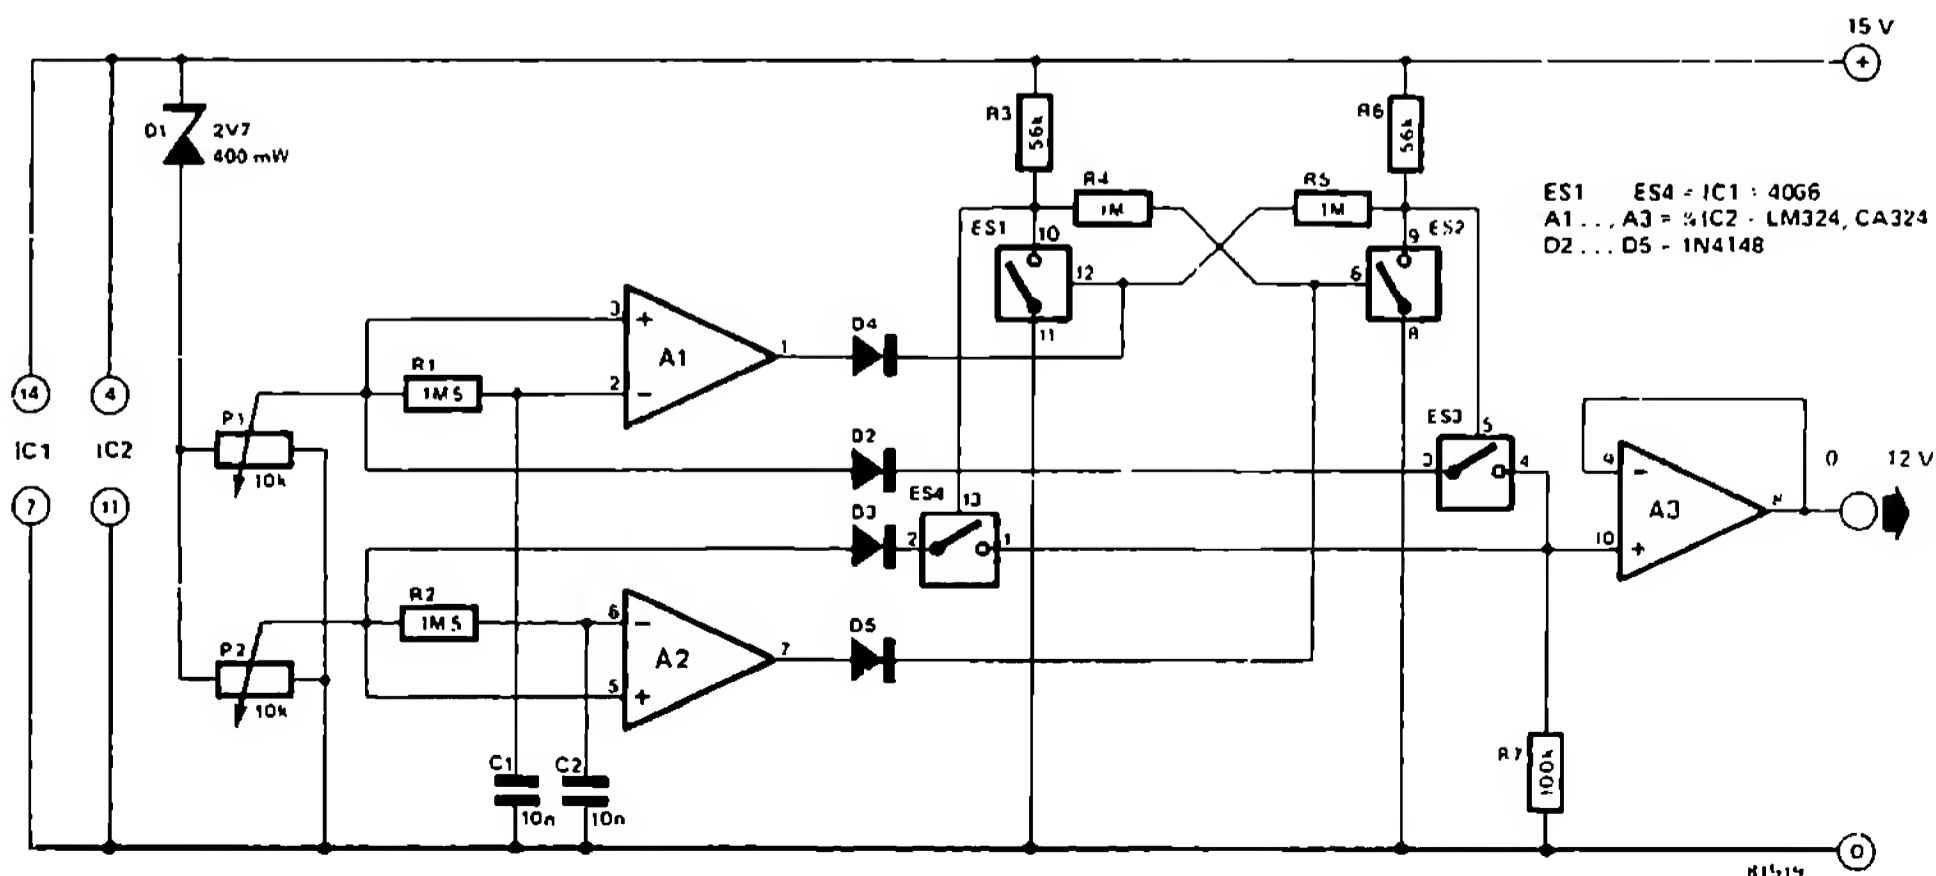 15 V
+
D1
2V7
400 mW
R3
56k
R6
56k
R4
1M
R5
1M
ES1 ES4 = IC1 = 4066
A1..., A3 = ¾IC2 - LM324, CA324
D2... D5 - 1N4148
ES1
10
12
11
9
ES2
6
8
3
+
A1
1
2
−
D4
R1
1M5
14
4
P1
10k
IC1
IC2
7
11
D2
ES3
5
3
4
ES4
13
D3
2
1
9
−
A3
8
10
+
0 12 V
R2
1M5
6
−
A2
7
5
+
D5
P2
10k
C1
10n
C2
10n
R7
100k
0